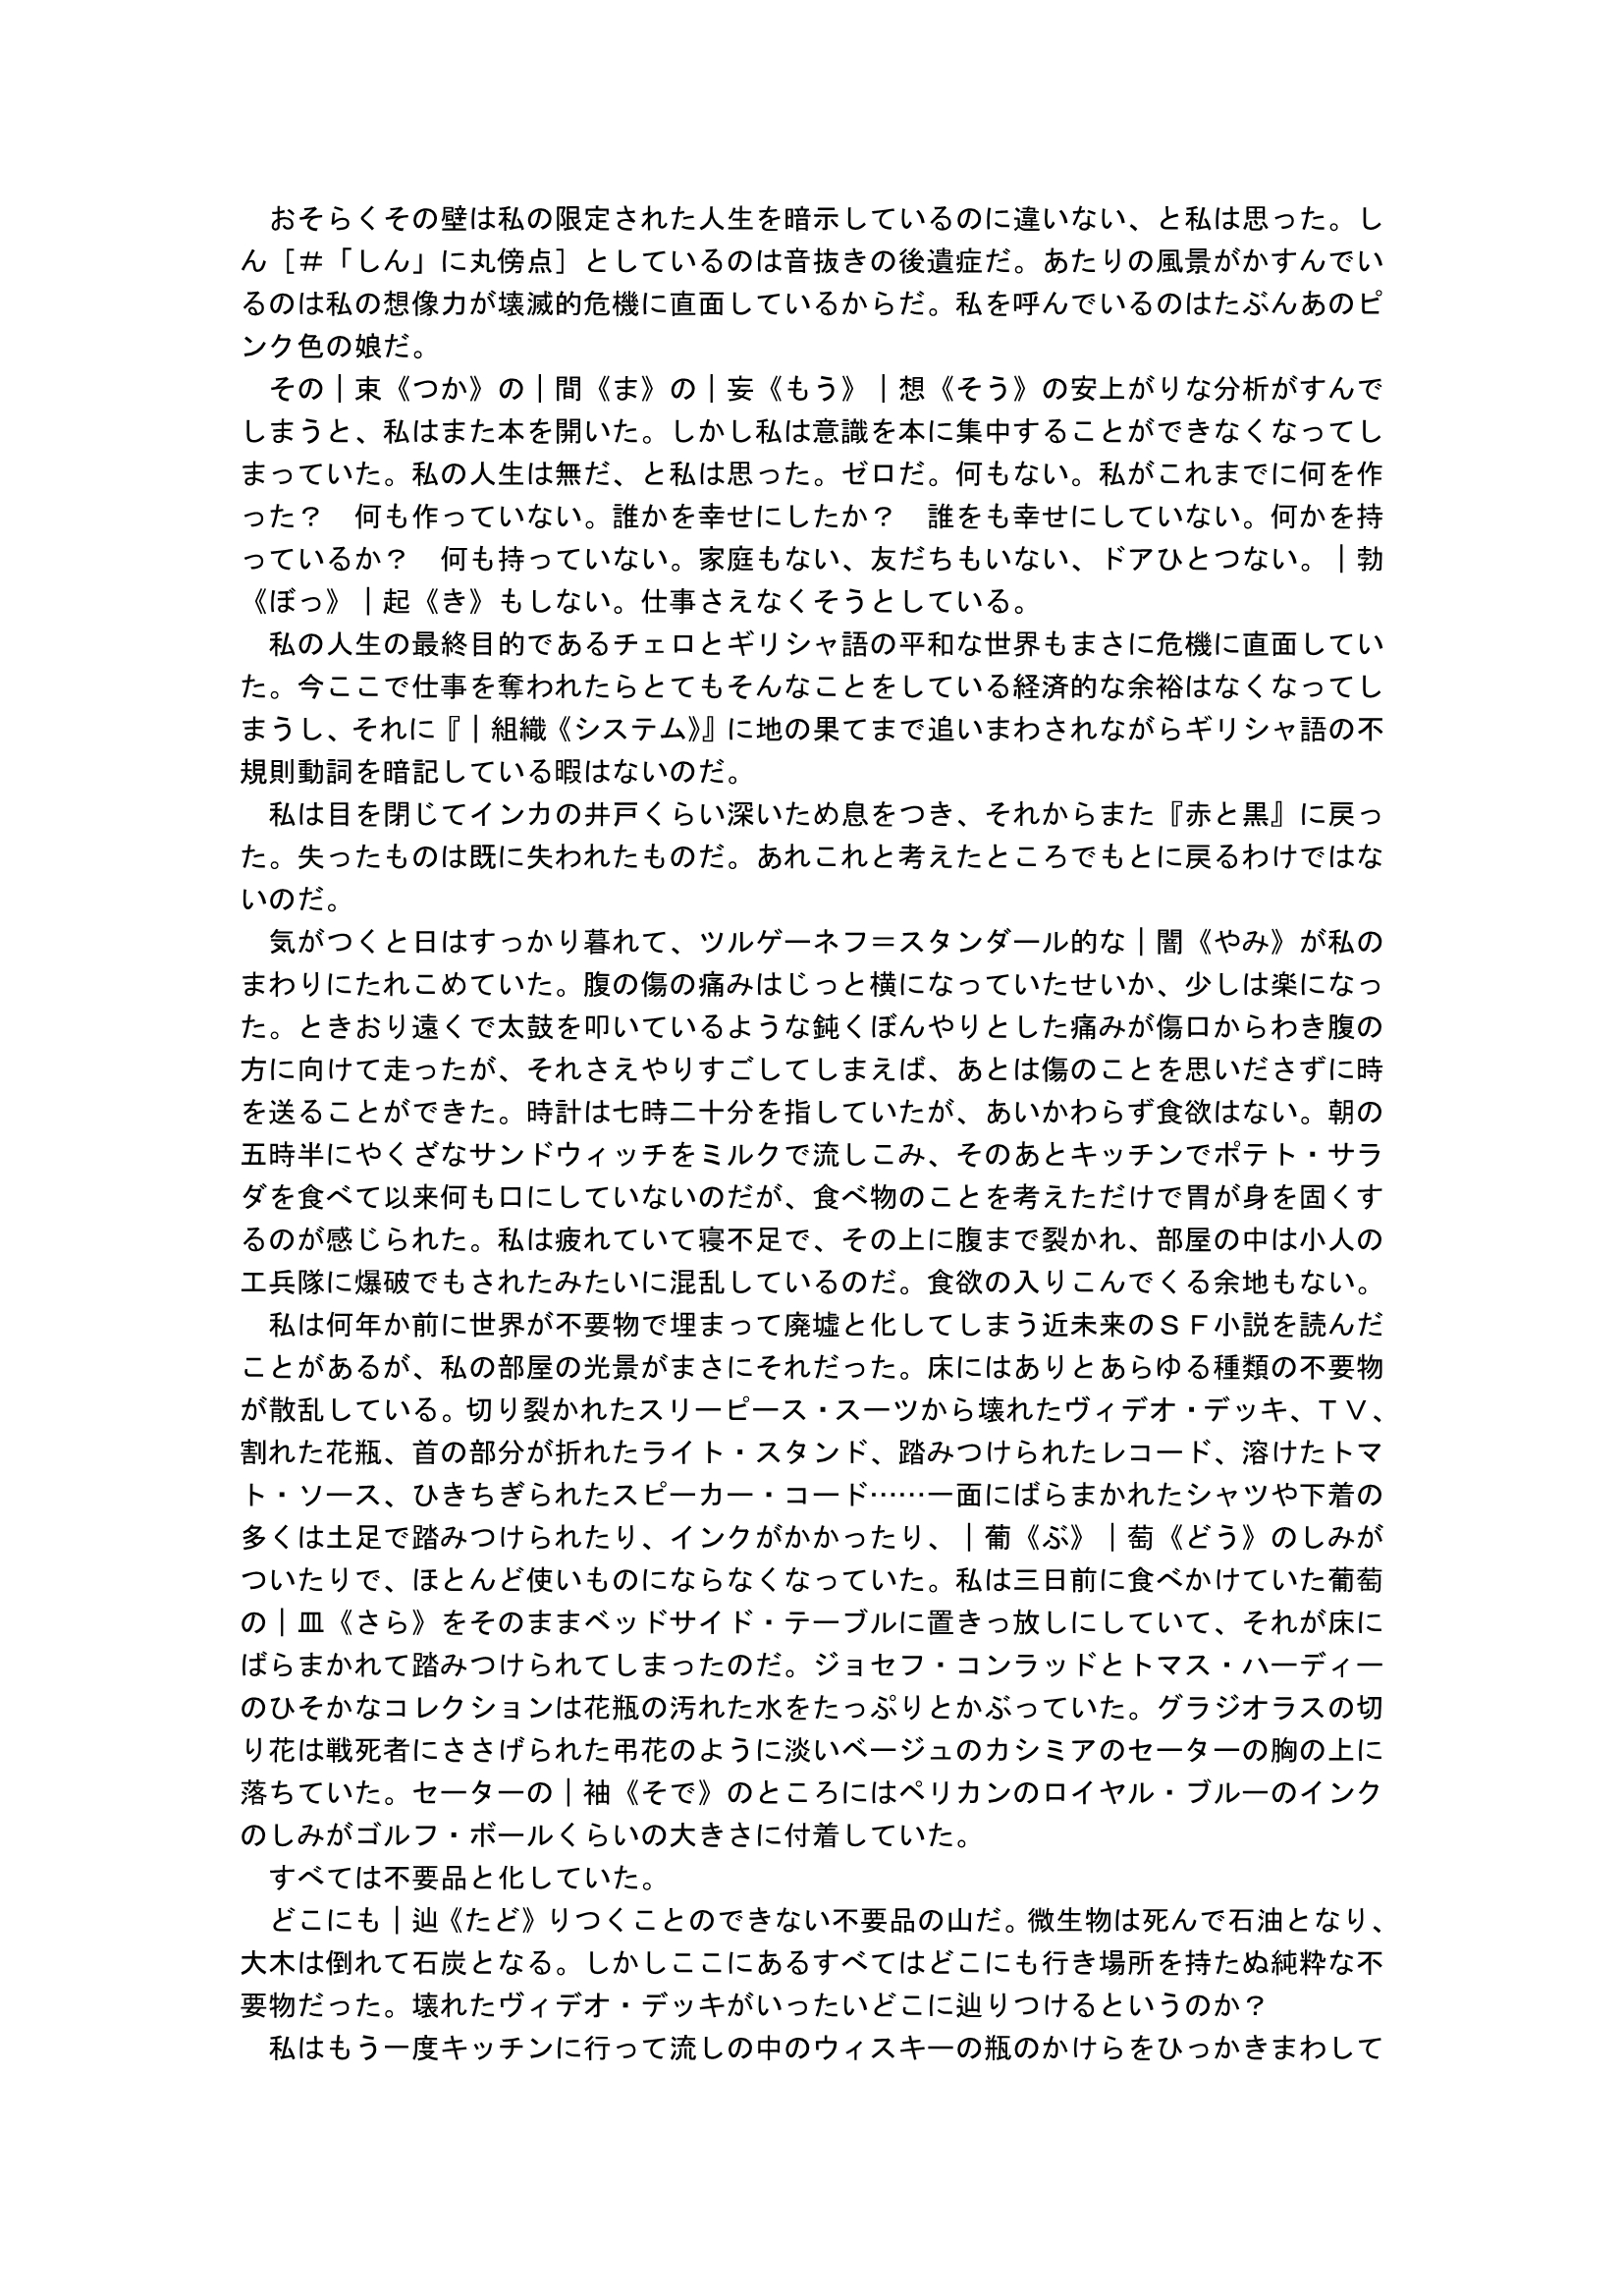 おそらくその壁は私の限定された人生を暗示しているのに違いない、と私は思った。し
ん［＃「しん」に丸傍点］としているのは音抜きの後遺症だ。あたりの風景がかすんでい
るのは私の想像力が壊滅的危機に直面しているからだ。私を呼んでいるのはたぶんあのピ
ンク色の娘だ。
　その｜束《つか》の｜間《ま》の｜妄《もう》｜想《そう》の安上がりな分析がすんで
しまうと、私はまた本を開いた。しかし私は意識を本に集中することができなくなってし
まっていた。私の人生は無だ、と私は思った。ゼロだ。何もない。私がこれまでに何を作
った？　何も作っていない。誰かを幸せにしたか？　誰をも幸せにしていない。何かを持
っているか？　何も持っていない。家庭もない、友だちもいない、ドアひとつない。｜勃
《ぼっ》｜起《き》もしない。仕事さえなくそうとしている。
　私の人生の最終目的であるチェロとギリシャ語の平和な世界もまさに危機に直面してい
た。今ここで仕事を奪われたらとてもそんなことをしている経済的な余裕はなくなってし
まうし、それに『｜組織《システム》』に地の果てまで追いまわされながらギリシャ語の不
規則動詞を暗記している暇はないのだ。
　私は目を閉じてインカの井戸くらい深いため息をつき、それからまた『赤と黒』に戻っ
た。失ったものは既に失われたものだ。あれこれと考えたところでもとに戻るわけではな
いのだ。
　気がつくと日はすっかり暮れて、ツルゲーネフ＝スタンダール的な｜闇《やみ》が私の
まわりにたれこめていた。腹の傷の痛みはじっと横になっていたせいか、少しは楽になっ
た。ときおり遠くで太鼓を叩いているような鈍くぼんやりとした痛みが傷口からわき腹の
方に向けて走ったが、それさえやりすごしてしまえば、あとは傷のことを思いださずに時
を送ることができた。時計は七時二十分を指していたが、あいかわらず食欲はない。朝の
五時半にやくざなサンドウィッチをミルクで流しこみ、そのあとキッチンでポテト・サラ
ダを食べて以来何も口にしていないのだが、食べ物のことを考えただけで胃が身を固くす
るのが感じられた。私は疲れていて寝不足で、その上に腹まで裂かれ、部屋の中は小人の
工兵隊に爆破でもされたみたいに混乱しているのだ。食欲の入りこんでくる余地もない。
　私は何年か前に世界が不要物で埋まって廃墟と化してしまう近未来のＳＦ小説を読んだ
ことがあるが、私の部屋の光景がまさにそれだった。床にはありとあらゆる種類の不要物
が散乱している。切り裂かれたスリーピース・スーツから壊れたヴィデオ・デッキ、ＴＶ、
割れた花瓶、首の部分が折れたライト・スタンド、踏みつけられたレコード、溶けたトマ
ト・ソース、ひきちぎられたスピーカー・コード……一面にばらまかれたシャツや下着の
多くは土足で踏みつけられたり、インクがかかったり、｜葡《ぶ》｜萄《どう》のしみが
ついたりで、ほとんど使いものにならなくなっていた。私は三日前に食べかけていた葡萄
の｜皿《さら》をそのままベッドサイド・テーブルに置きっ放しにしていて、それが床に
ばらまかれて踏みつけられてしまったのだ。ジョセフ・コンラッドとトマス・ハーディー
のひそかなコレクションは花瓶の汚れた水をたっぷりとかぶっていた。グラジオラスの切
り花は戦死者にささげられた弔花のように淡いベージュのカシミアのセーターの胸の上に
落ちていた。セーターの｜袖《そで》のところにはペリカンのロイヤル・ブルーのインク
のしみがゴルフ・ボールくらいの大きさに付着していた。
　すべては不要品と化していた。
　どこにも｜辿《たど》りつくことのできない不要品の山だ。微生物は死んで石油となり、
大木は倒れて石炭となる。しかしここにあるすべてはどこにも行き場所を持たぬ純粋な不
要物だった。壊れたヴィデオ・デッキがいったいどこに辿りつけるというのか？
　私はもう一度キッチンに行って流しの中のウィスキーの瓶のかけらをひっかきまわして